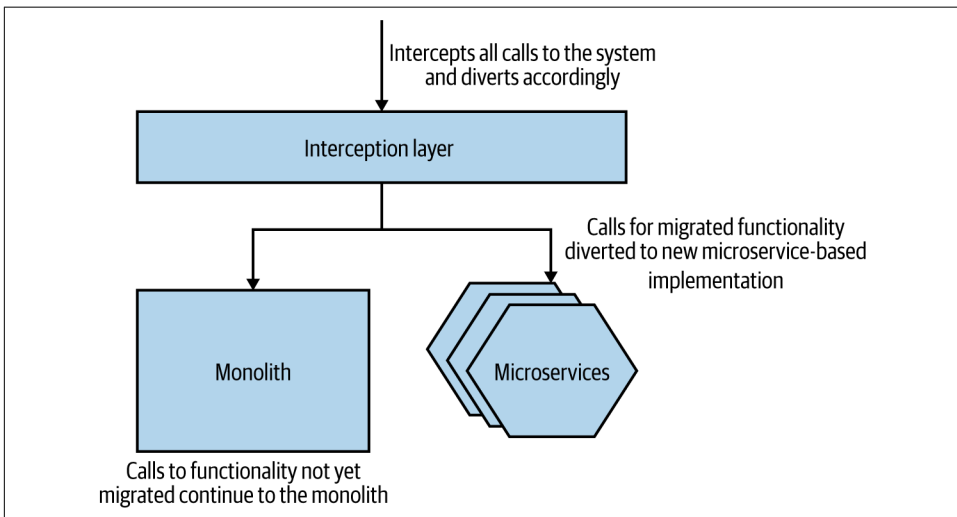 Intercepts all calls to the system
and diverts accordingly
Interception layer
Calls for migrated functionality
diverted to new microservice-based
implementation
Monolith
Microservices
Calls to functionality not yet
migrated continue to the monolith